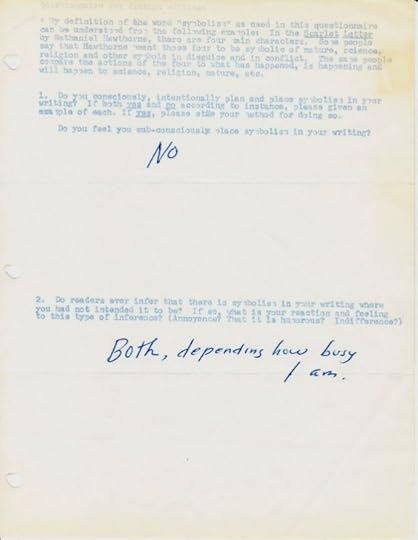 questionnaire for fiction writers
* My definition of the word "symbolism" as used in this questionnaire
can be understood from the following example: In the Scarlet Letter
by Nathaniel Hawthorne, there are four main characters. Some people
say that Hawthorne meant those four to be symbolic of nature, science,
religion and other symbols in disguise and in conflict. The same people
compare the actions of the four to what has happened, is happening and
will happen to science, religion, nature, etc.
1. Do you consciously, intentionally plan and place symbolism in your
writing? If both yes and no according to instance, please given an
example of each. If yes, please state your method for doing so.
Do you feel you sub-consciously place symbolism in your writing?
No
2. Do readers ever infer that there is symbolism in your writing where
you had not intended it to be? If so, what is your reaction and feeling
to this type of inference? (Annoyance? That it is humorous? Indifference?)
Both, depending how busy
I am.